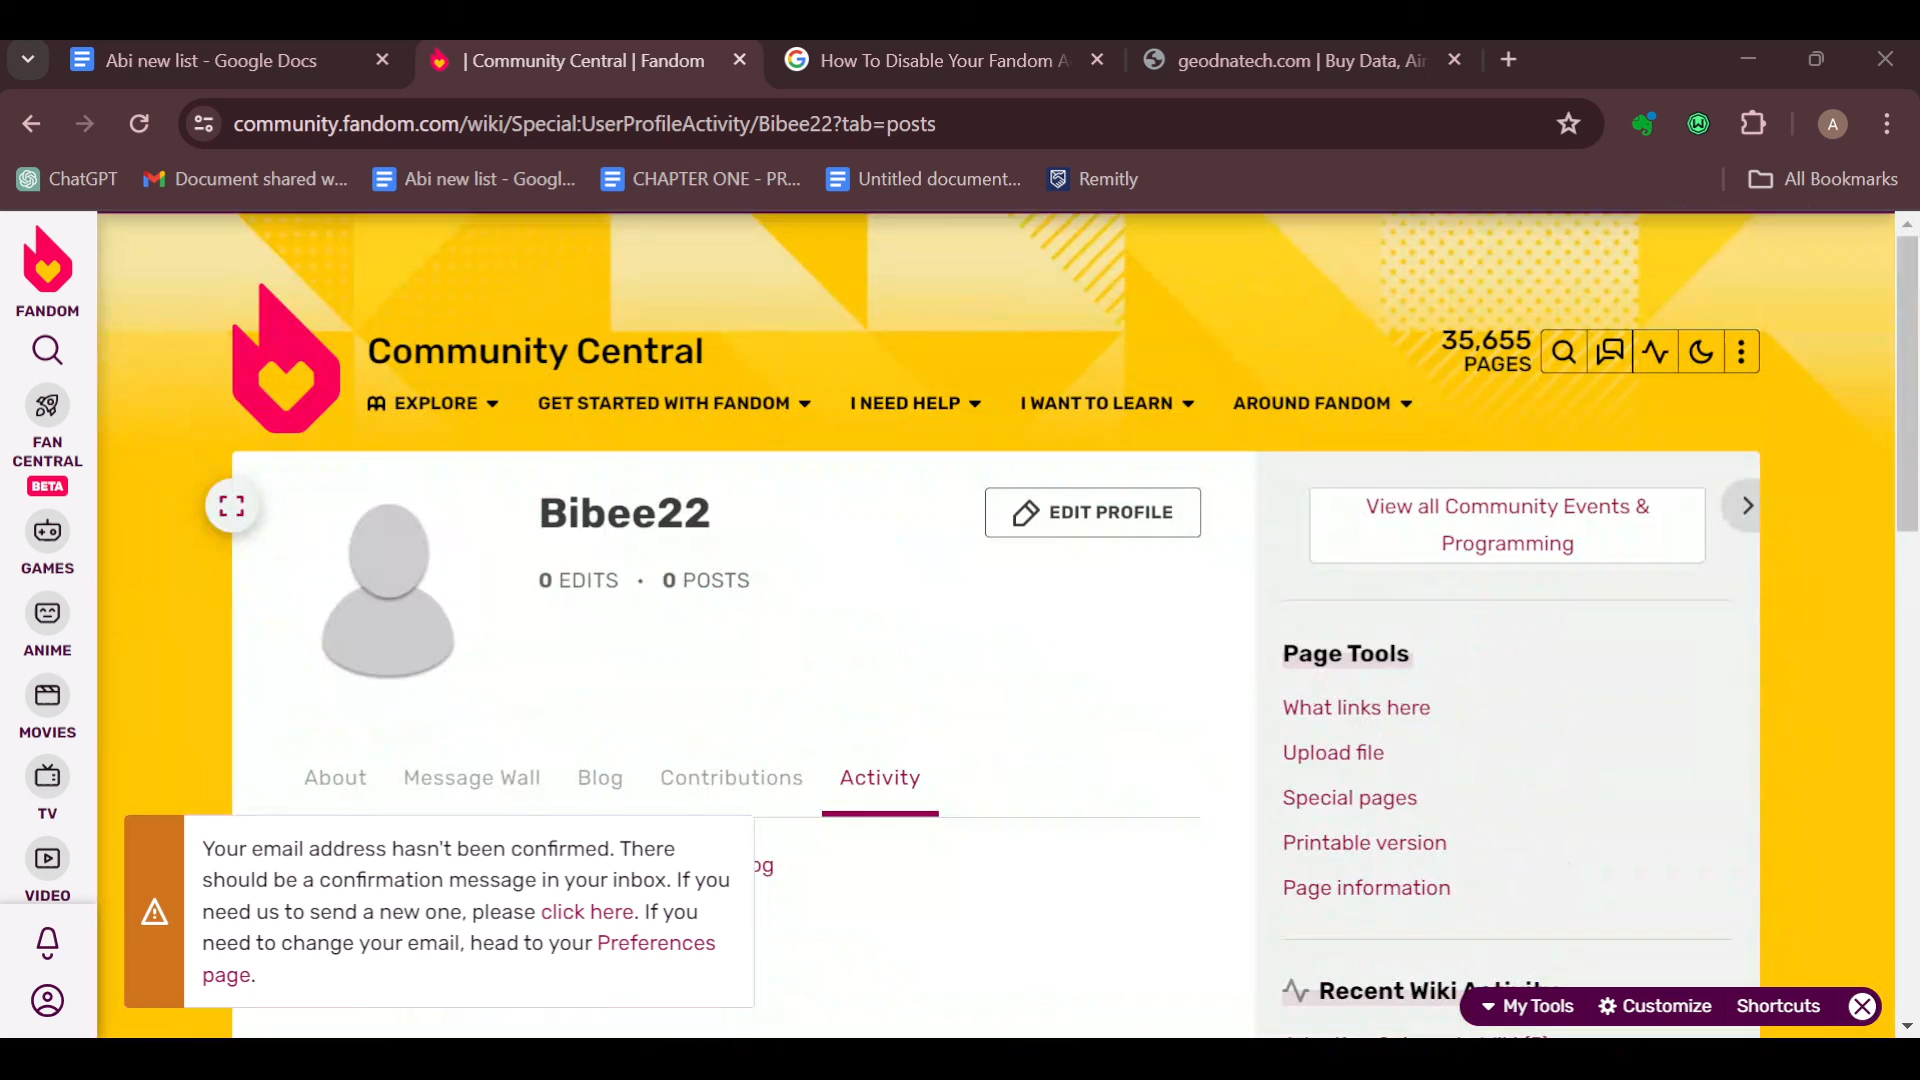 Abi new list - Google Docs
| Community Central | Fandom
How To Disable Your Fandom A
geodnatech.com | Buy Data, Air
community.fandom.com/wiki/Special:UserProfileActivity/Bibee22?tab=posts
A
ChatGPT
Document shared w...
Abi new list - Googl...
CHAPTER ONE - PR...
Untitled document...
Remitly
All Bookmarks
FANDOM
FAN
CENTRAL
BETA
GAMES
ANIME
MOVIES
TV
VIDEO
Community Central
35,655
PAGES
EXPLORE
GET STARTED WITH FANDOM
I NEED HELP
I WANT TO LEARN
AROUND FANDOM
Bibee22
EDIT PROFILE
0 EDITS • 0 POSTS
About
Message Wall
Blog
Contributions
Activity
og
Your email address hasn't been confirmed. There
should be a confirmation message in your inbox. If you
need us to send a new one, please click here. If you
need to change your email, head to your Preferences
page.
View all Community Events &
Programming
Page Tools
What links here
Upload file
Special pages
Printable version
Page information
Recent Wiki Activity
My Tools
Customize
Shortcuts